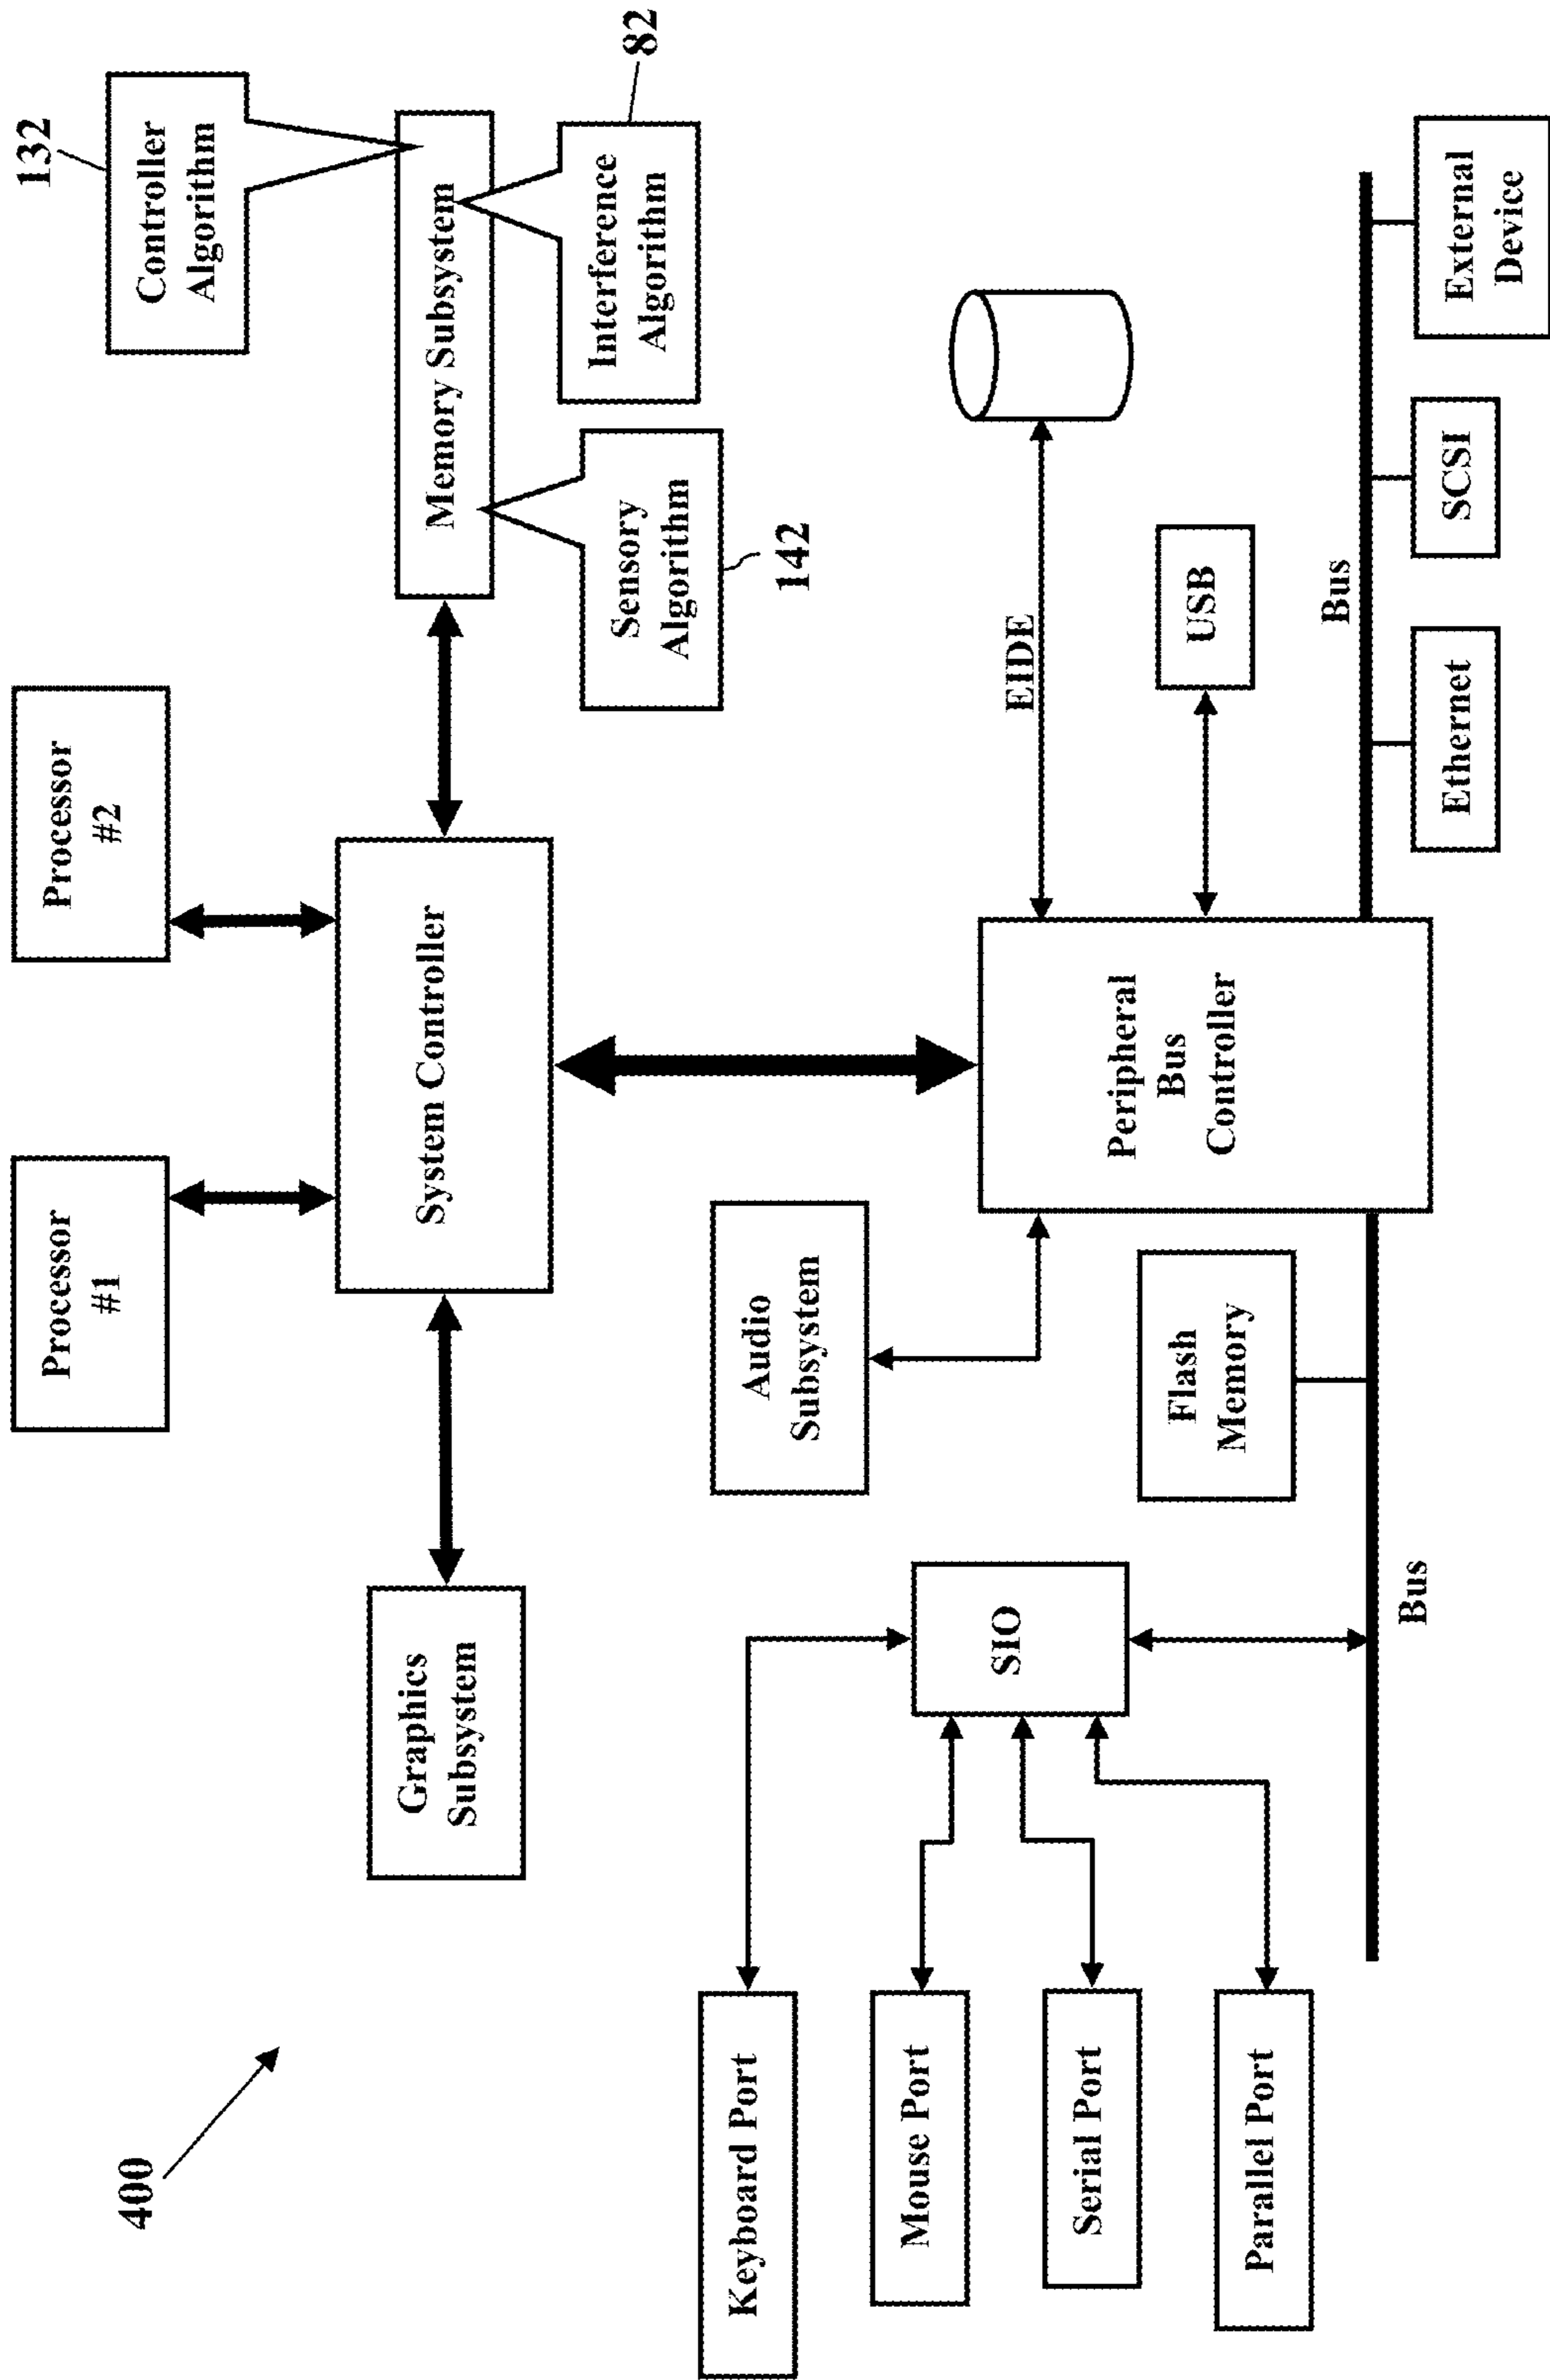 400
Processor
#1
Processor
#2
132
Controller
Algorithm
Graphics
Subsystem
System Controller
Memory Subsystem
Sensory
Algorithm
142
Interference
Algorithm
82
Keyboard Port
Mouse Port
Serial Port
Parallel Port
SIO
Audio
Subsystem
Flash
Memory
Peripheral
Bus
Controller
EIDE
USB
Bus
Bus
Ethernet
SCSI
External
Device